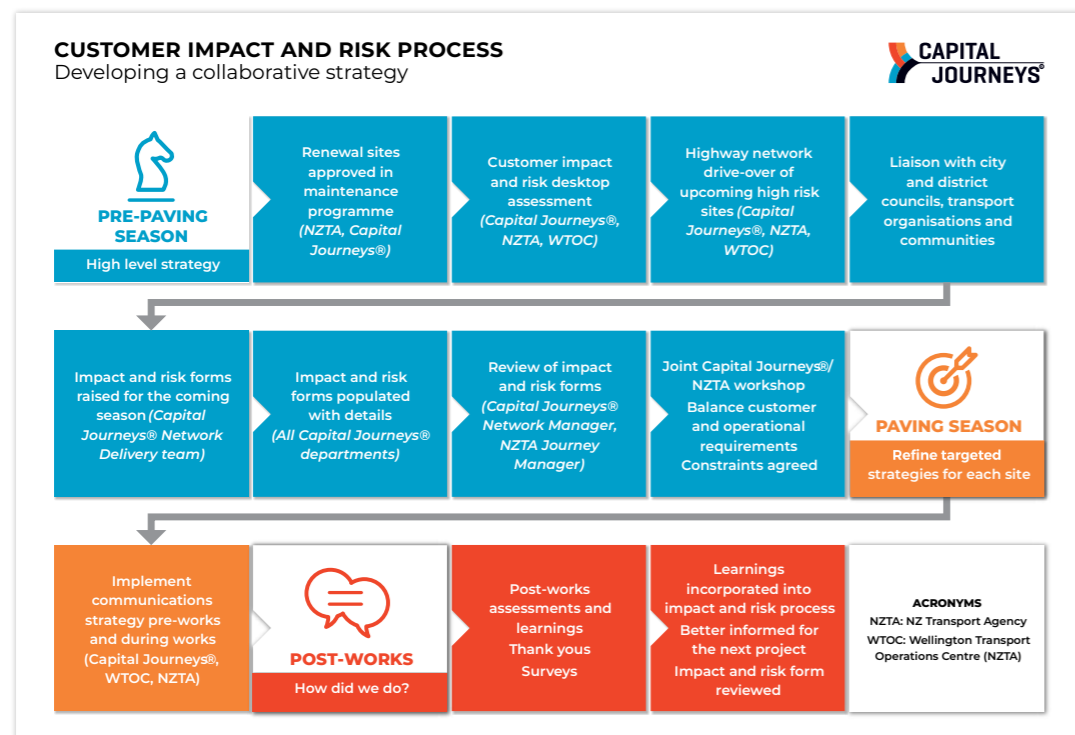 CUSTOMER IMPACT AND RISK PROCESS
Developing a collaborative strategy
CAPITAL
JOURNEYS®
PRE-PAVING
SEASON
High level strategy
Renewal sites
approved in
maintenance
programme
(NZTA, Capital
Journeys®)
Customer impact
and risk desktop
assessment
(Capital Journeys®,
NZTA, WTOC)
Highway network
drive-over of
upcoming high risk
sites (Capital
Journeys®, NZTA,
WTOC)
Liaison with city
and district
councils, transport
organisations and
communities
Impact and risk forms
raised for the coming
season (Capital
Journeys® Network
Delivery team)
Impact and risk
forms populated
with details
(All Capital Journeys®
departments)
Review of impact
and risk forms
(Capital Journeys®
Network Manager,
NZTA Journey
Manager)
Joint Capital Journeys®/
NZTA workshop
Balance customer
and operational
requirements
Constraints agreed
PAVING SEASON
Refine targeted
strategies for each site
Implement
communications
strategy pre-works
and during works
(Capital Journeys®,
WTOC, NZTA)
POST-WORKS
How did we do?
Post-works
assessments and
learnings
Thank yous
Surveys
Learnings
incorporated into
impact and risk process
Better informed for
the next project
Impact and risk form
reviewed
ACRONYMS
NZTA: NZ Transport Agency
WTOC: Wellington Transport
Operations Centre (NZTA)